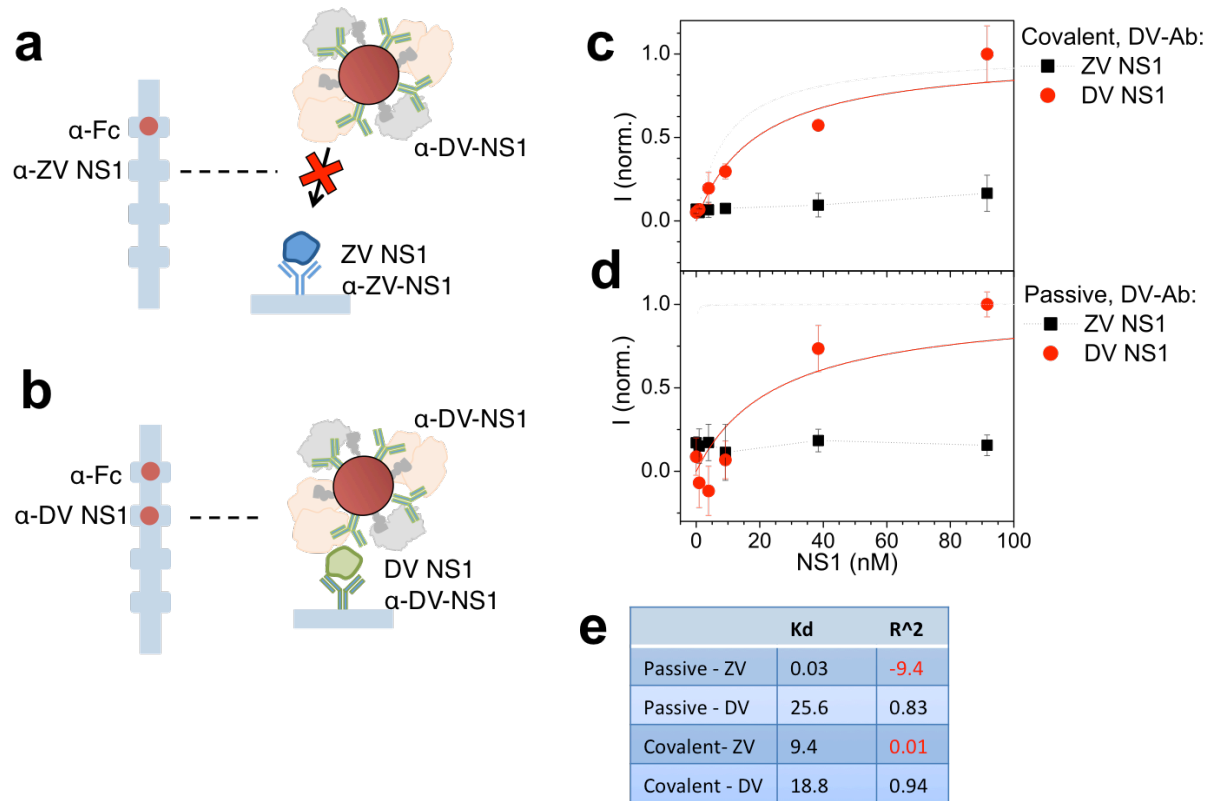 a
α-Fc
α-ZV NS1
α-DV-NS1
ZV NS1
α-ZV-NS1
b
α-Fc
α-DV NS1
α-DV-NS1
DV NS1
α-DV-NS1
c
I (norm.)
1.0
0.5
0.0
Covalent, DV-Ab:
ZV NS1
DV NS1
d
I (norm.)
1.0
0.5
0.0
0 20 40 60 80 100
NS1 (nM)
Passive, DV-Ab:
ZV NS1
DV NS1
e
Kd R^2
Passive - ZV 0.03 -9.4
Passive - DV 25.6 0.83
Covalent- ZV 9.4 0.01
Covalent - DV 18.8 0.94